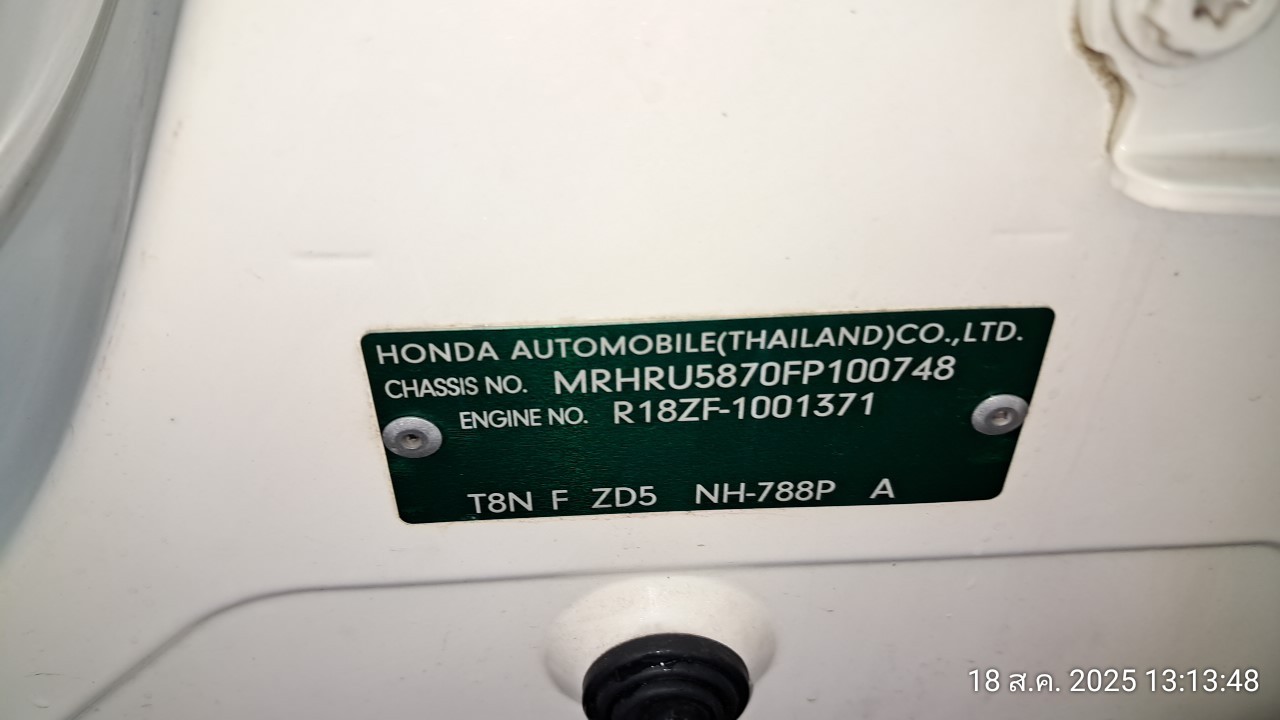 HONDA AUTOMOBILE(THAILAND)CO.,LTD.
CHASSIS NO. MRHRU5870FP100748
ENGINE NO. R18ZF-1001371
T8N F ZD5 NH-788P A
18 ส.ค. 2025 13:13:48